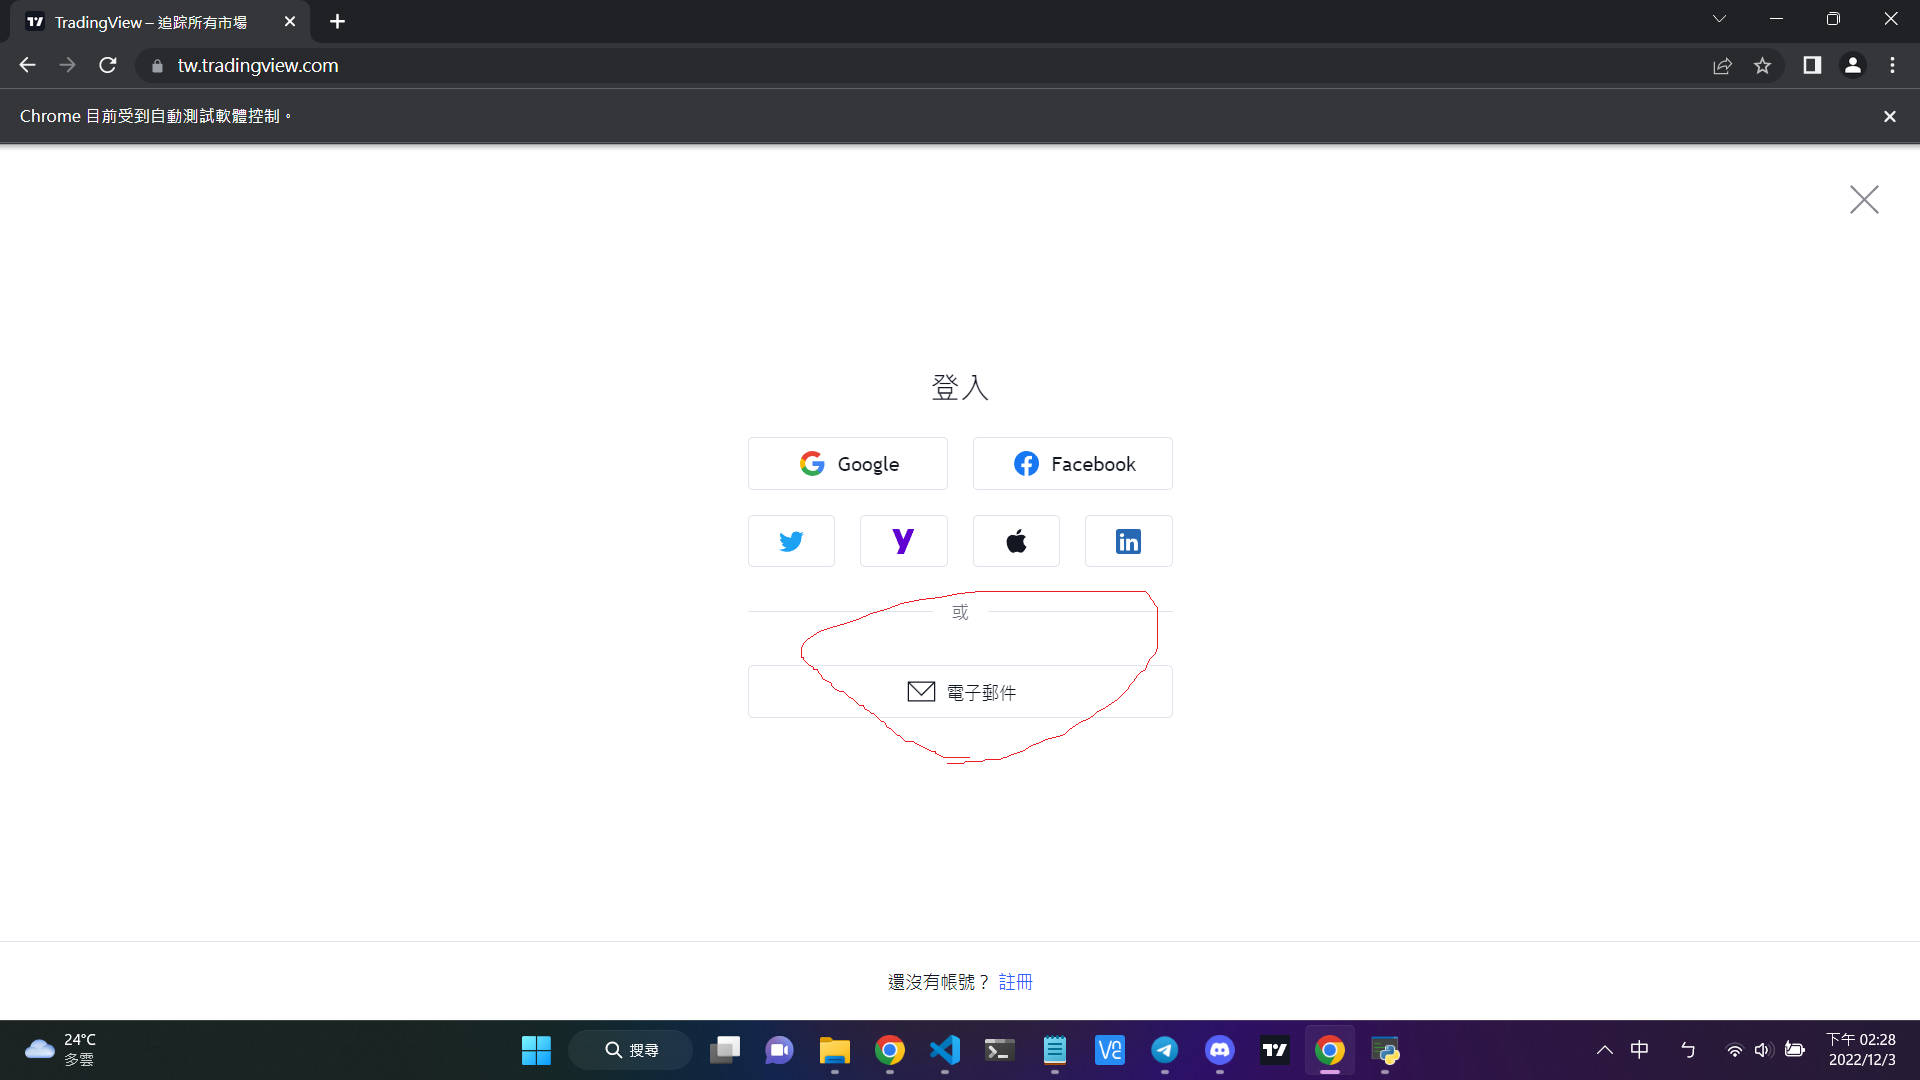 TradingView – 追踪所有市場
tw.tradingview.com
Chrome 目前受到自動測試軟體控制。
登入
Google
Facebook
或
電子郵件
還沒有帳號？ 註冊
24°C
多雲
搜尋
中
ㄅ
下午 02:28
2022/12/3